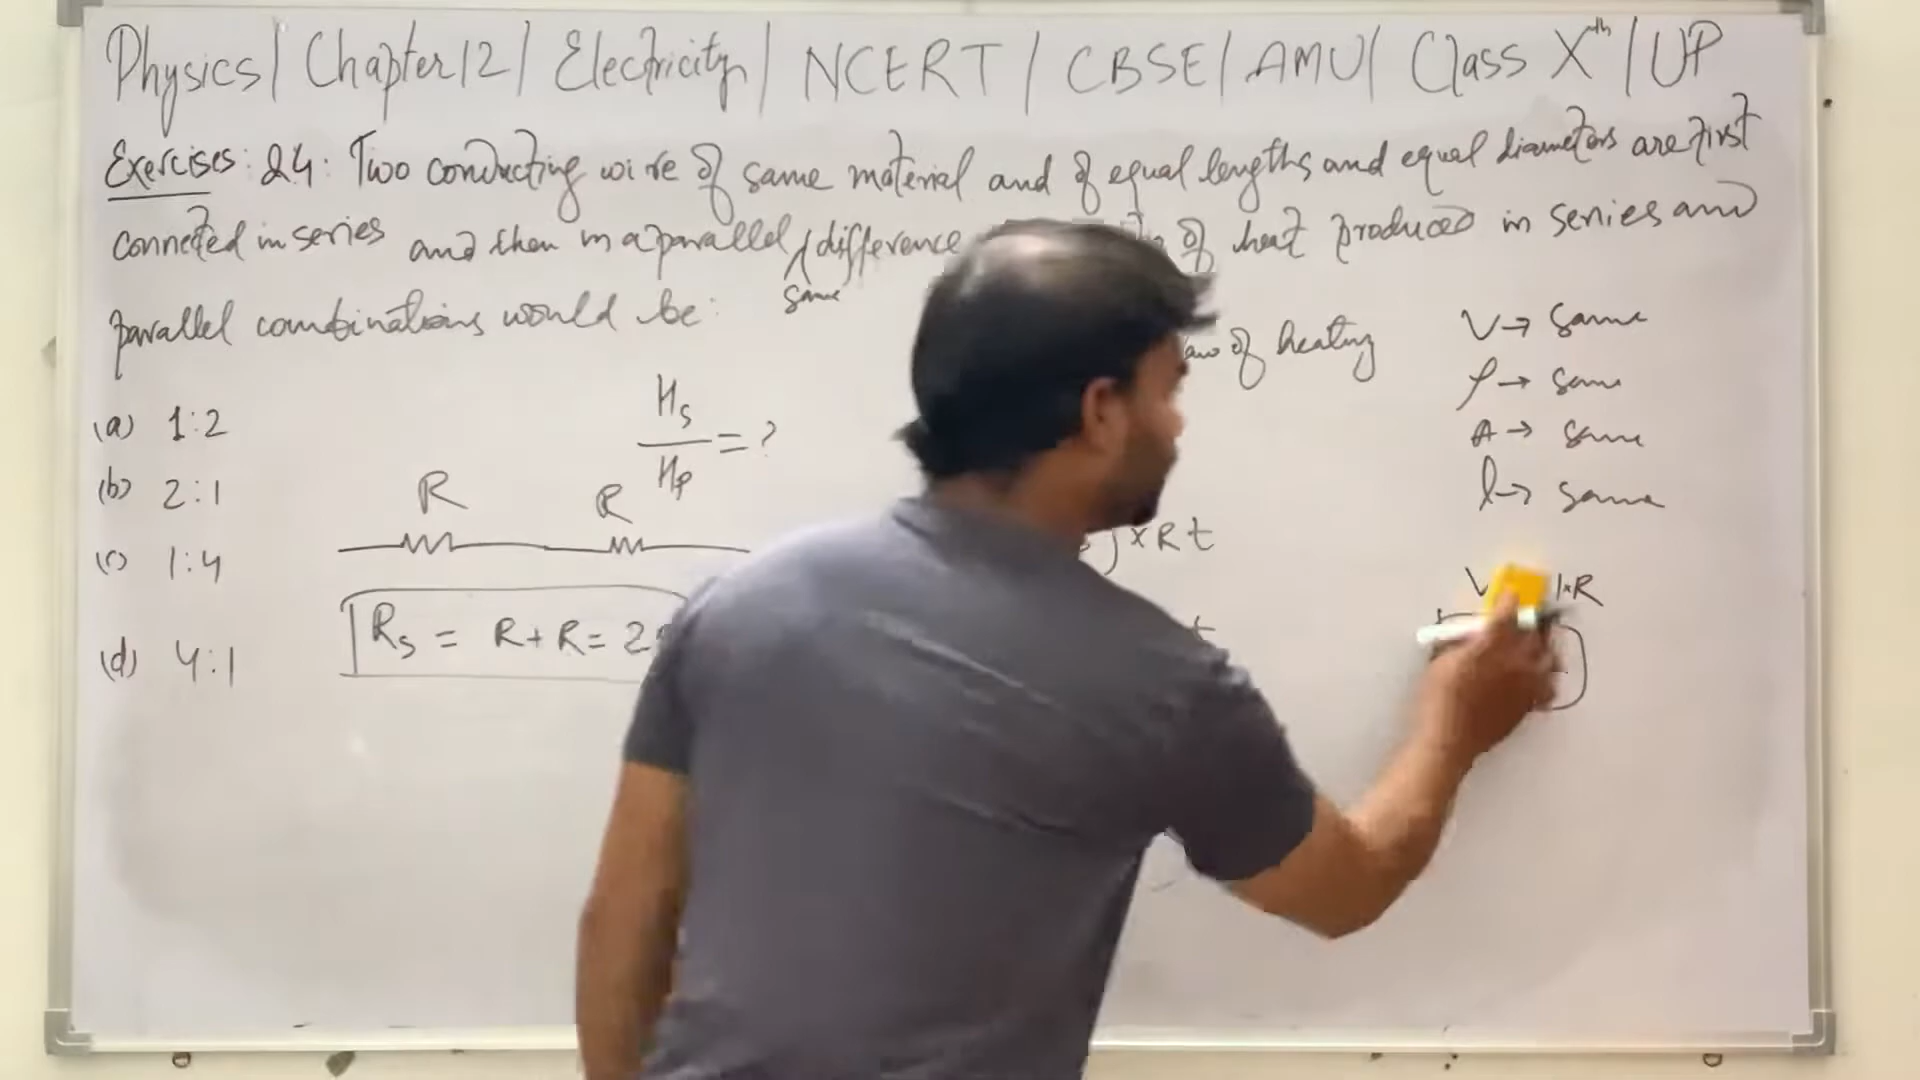 Physics / Chapter 12 / Electricity / NCERT / CBSE / AMU / Class Xth / UP
Exercises: 24: Two conducting wire of same material and of equal lengths and equal diameters are first
connected in series and then in a parallel / difference of heat produced in series and
same
parallel combinations would be:
of heating
(a) 1:2
(b) 2:1
(c) 1:4
(d) 4:1
Hs
Hp = ?
R R
Rs = R + R = 2
× R t
t
V → same
ρ → same
A → same
l → same
V × R